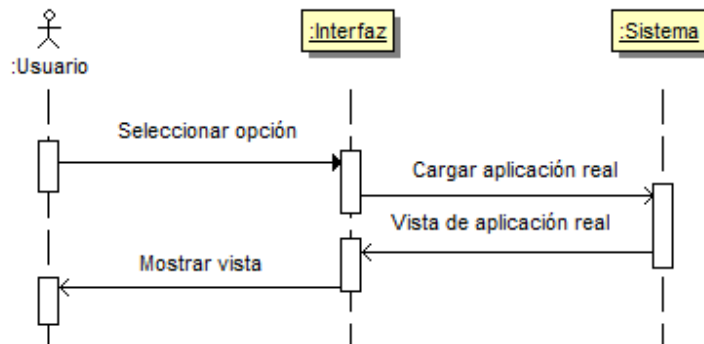 :Usuario
:Interfaz
:Sistema
Seleccionar opción
Cargar aplicación real
Vista de aplicación real
Mostrar vista